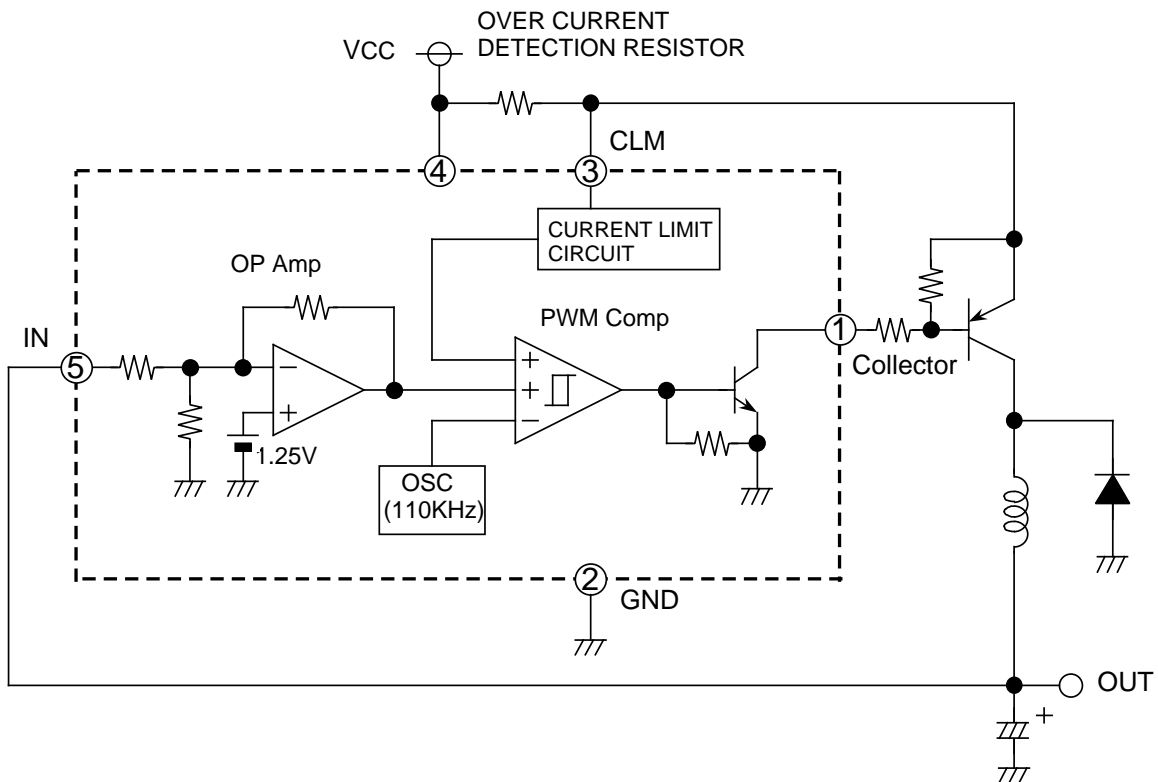 OVER CURRENT
DETECTION RESISTOR
VCC
CLM
4
3
CURRENT LIMIT
CIRCUIT
OP Amp
PWM Comp
IN
1
5
Collector
−
+
1.25V
+
+
−
OSC
(110KHz)
2
GND
OUT
+